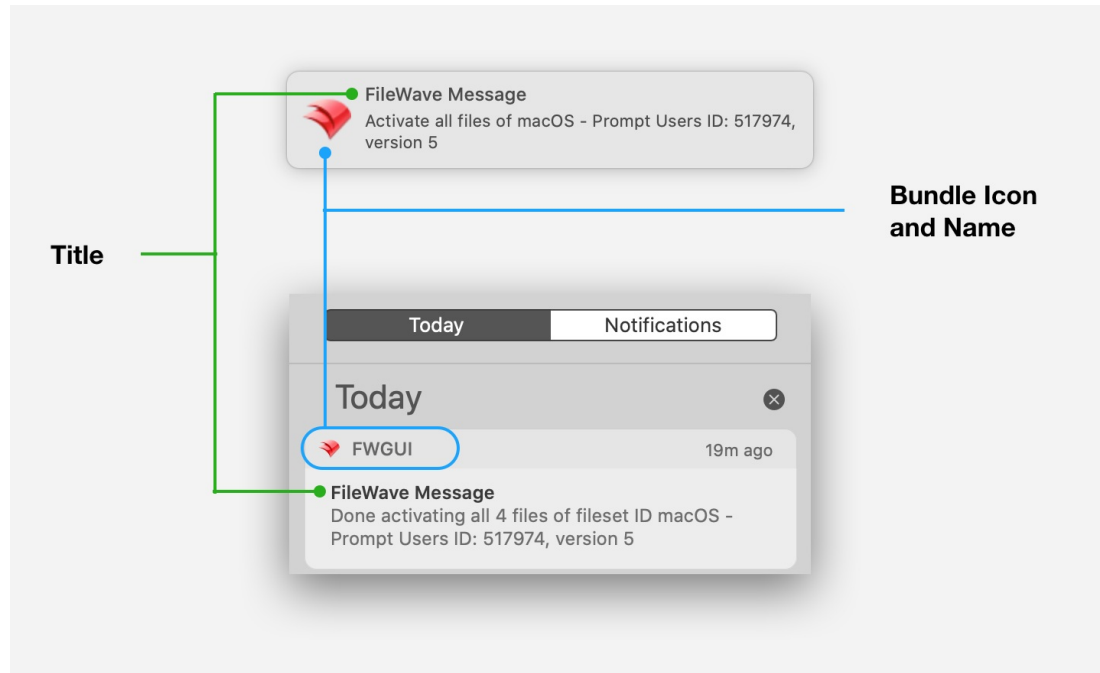 FileWave Message
Activate all files of macOS - Prompt Users ID: 517974,
version 5
Bundle Icon
and Name
Title
Today
Notifications
Today
FWGUI
19m ago
FileWave Message
Done activating all 4 files of fileset ID macOS -
Prompt Users ID: 517974, version 5